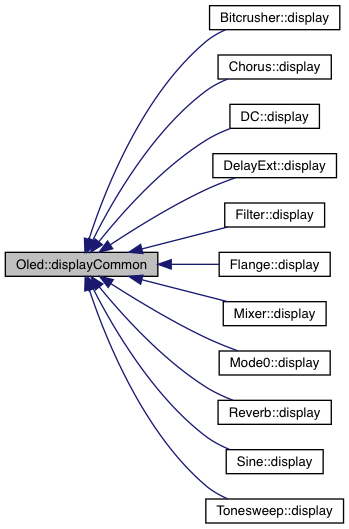 Bitcrusher::display
Chorus::display
DC::display
DelayExt::display
Filter::display
Oled::displayCommon
Flange::display
Mixer::display
Mode0::display
Reverb::display
Sine::display
Tonesweep::display